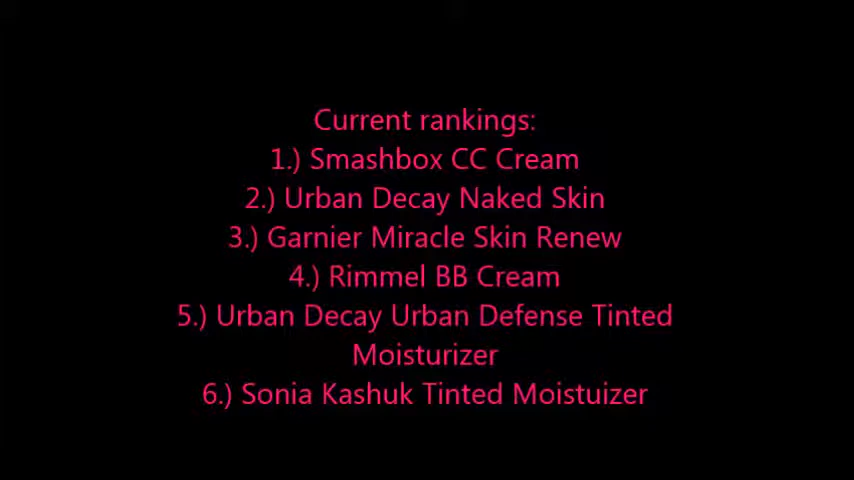 Current rankings:
1.) Smashbox CC Cream
2.) Urban Decay Naked Skin
3.) Garnier Miracle Skin Renew
4.) Rimmel BB Cream
5.) Urban Decay Urban Defense Tinted
Moisturizer
6.) Sonia Kashuk Tinted Moistuizer